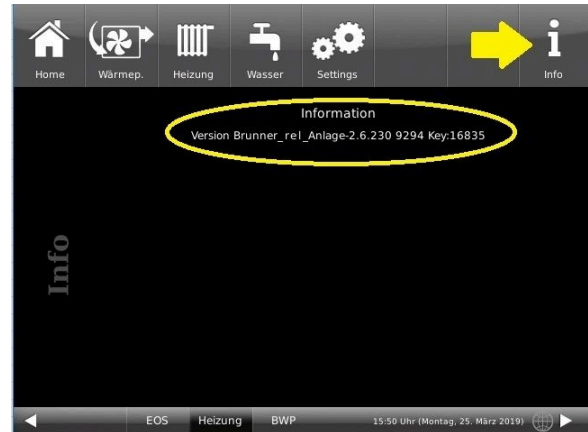 Home Wärmep. Heizung Wasser Settings Info
Information
Version Brunner_rel_Anlage-2.6.230 9294 Key:16835
Info
EOS Heizung BWP 15:50 Uhr (Montag, 25. März 2019)